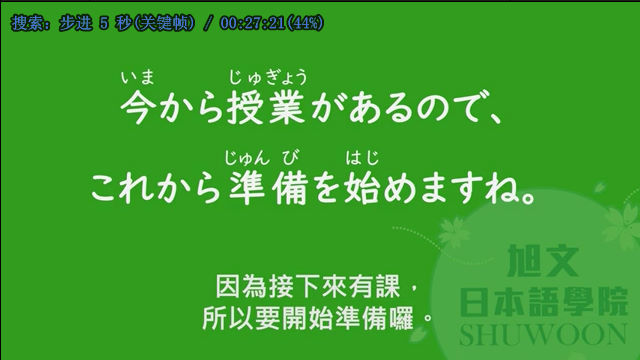 搜索: 步进 5 秒(关键帧) / 00:27:21(44%)
いま じゅぎょう
今から授業があるので、
じゅん び はじ
これから準備を始めますね。
因為接下來有課，
所以要開始準備囉。
旭文
日本語學院
SHUWOON